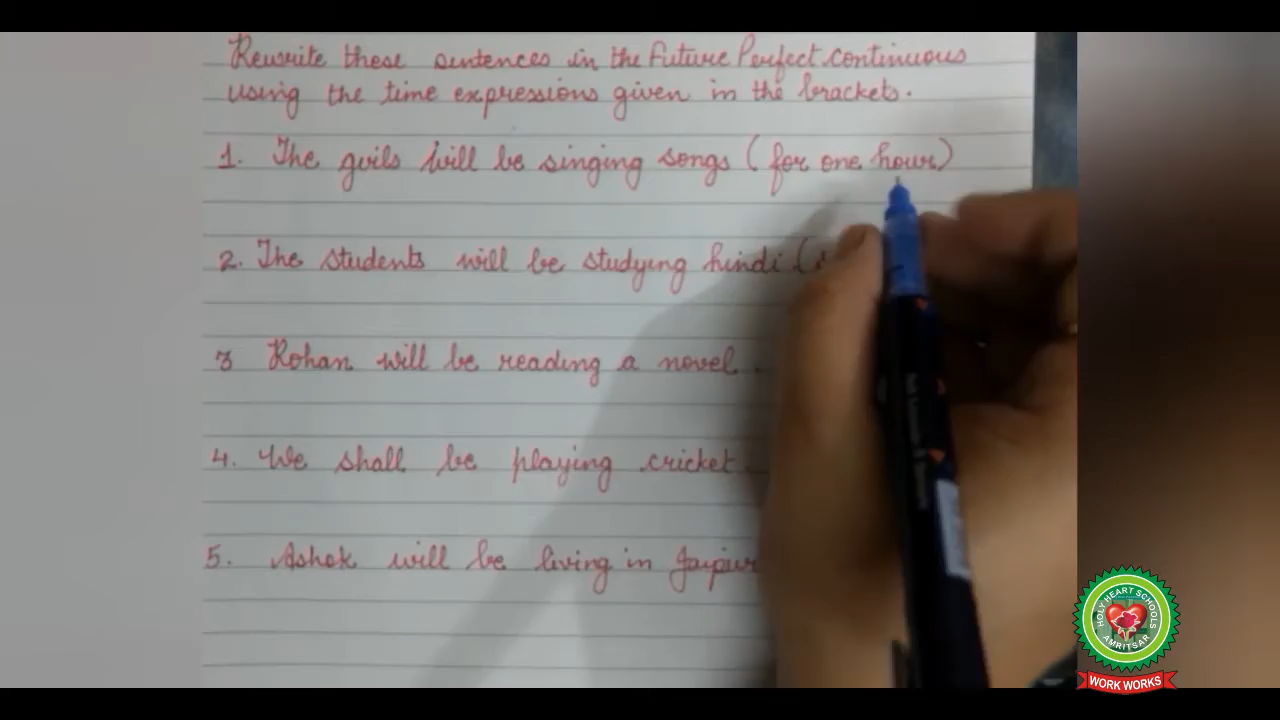 Rewrite these sentences in the Future Perfect continuous
using the time expressions given in the brackets.
1. The girls will be singing songs (for one hour)
2. The students will be studying hindi (
3 Rohan will be reading a novel.
4. We shall be playing cricket
5. Ashok will be living in Jaipur
HOLY HEART SCHOOLS
AMRITSAR
WORK WORKS